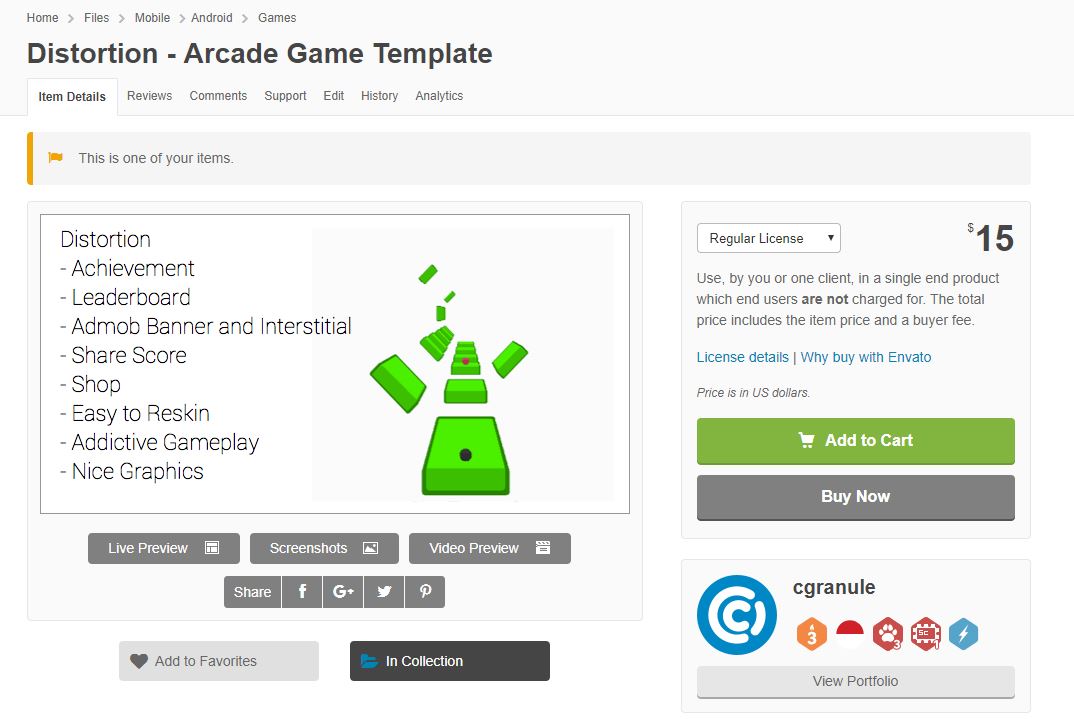 Home Files Mobile Android Games
Distortion - Arcade Game Template
Item Details Reviews Comments Support Edit History Analytics
This is one of your items.
Distortion
- Achievement
- Leaderboard
- Admob Banner and Interstitial
- Share Score
- Shop
- Easy to Reskin
- Addictive Gameplay
- Nice Graphics
Live Preview Screenshots Video Preview
Share f G+
Add to Favorites In Collection
Regular License $15
Use, by you or one client, in a single end product
which end users are not charged for. The total
price includes the item price and a buyer fee.
License details | Why buy with Envato
Price is in US dollars.
Add to Cart
Buy Now
cgranule
3 3 SC 1
View Portfolio